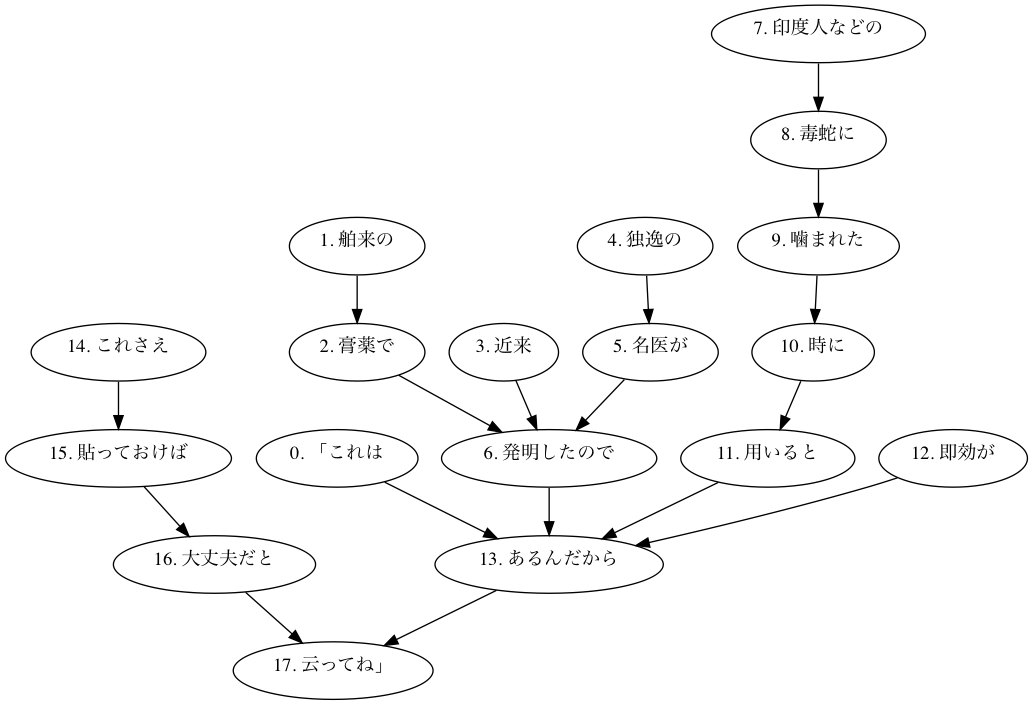 7. 印度人などの
8. 毒蛇に
1. 舶来の
4. 独逸の
9. 噛まれた
14. これさえ
2. 膏薬で
3. 近来
5. 名医が
10. 時に
15. 貼っておけば
0. 「これは
6. 発明したので
11. 用いると
12. 即効が
16. 大丈夫だと
13. あるんだから
17. 云ってね」